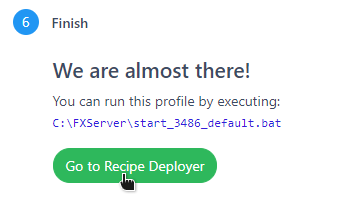 6 Finish
We are almost there!
You can run this profile by executing:
C:\FXServer\start_3486_default.bat
Go to Recipe Deployer